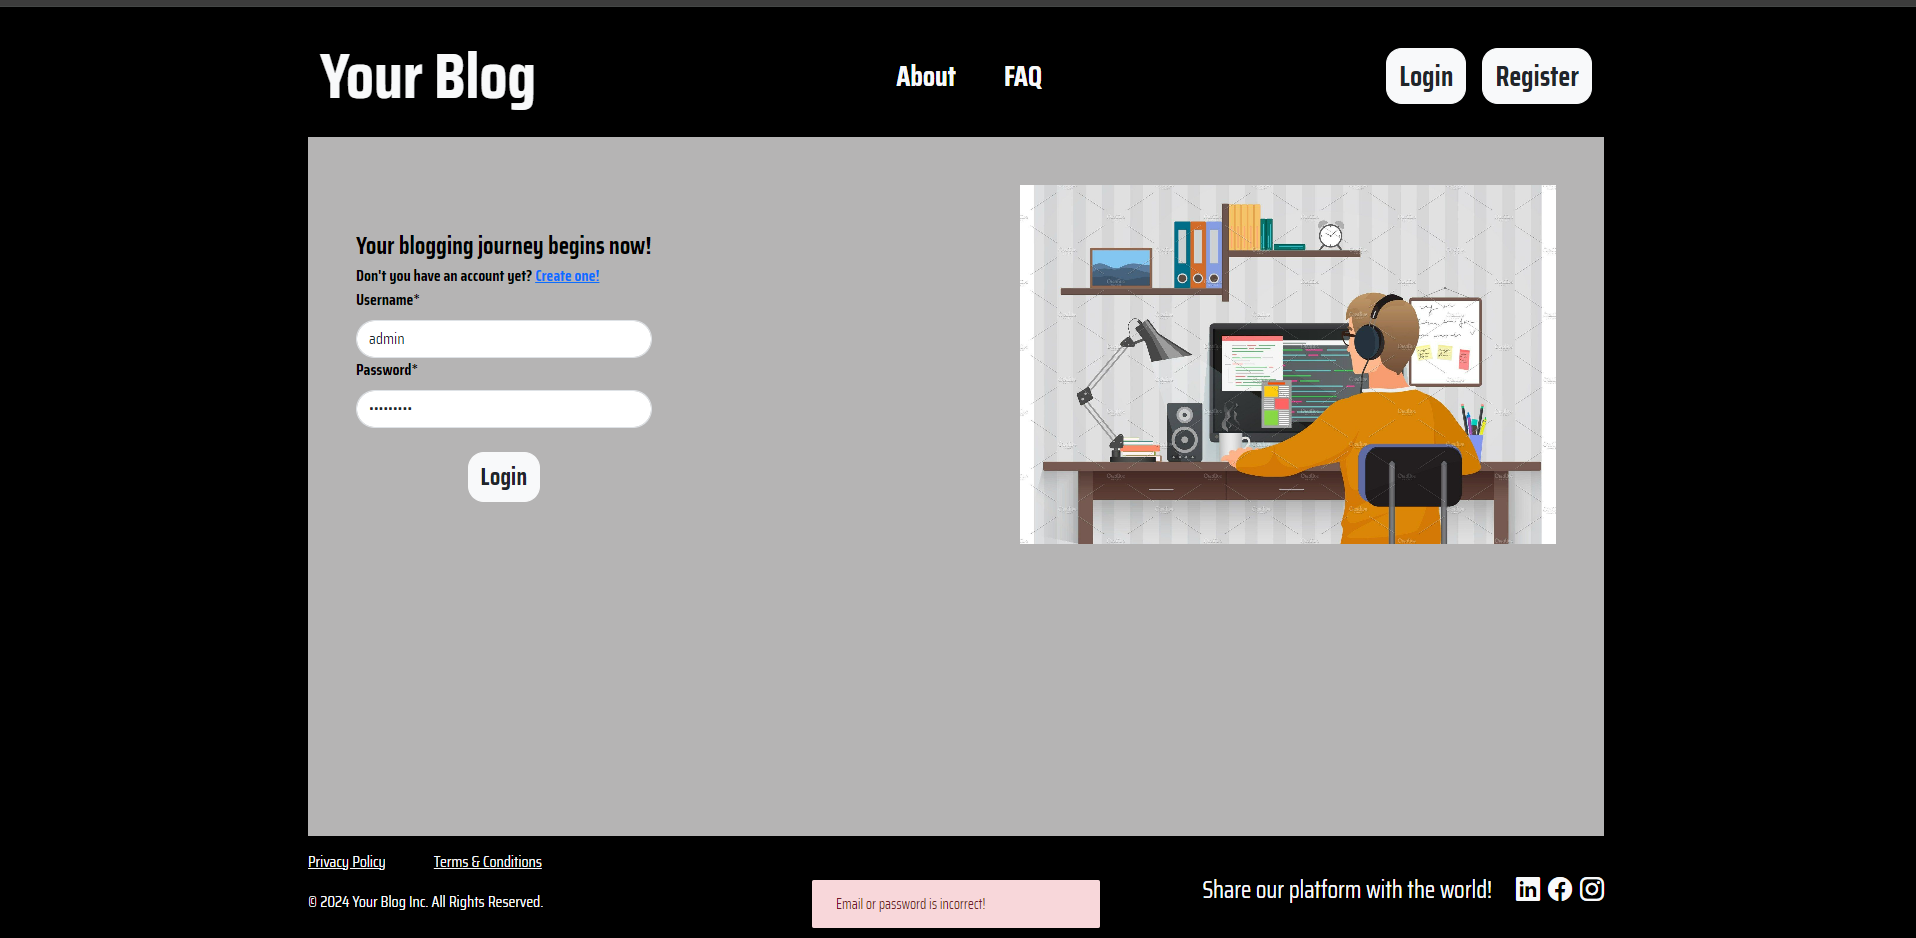 Your Blog
About
FAQ
Login
Register
Your blogging journey begins now!
Don't you have an account yet? Create one!
Username*
admin
Password*
•••••••••
Login
Privacy Policy
Terms & Conditions
© 2024 Your Blog Inc. All Rights Reserved.
Email or password is incorrect!
Share our platform with the world!